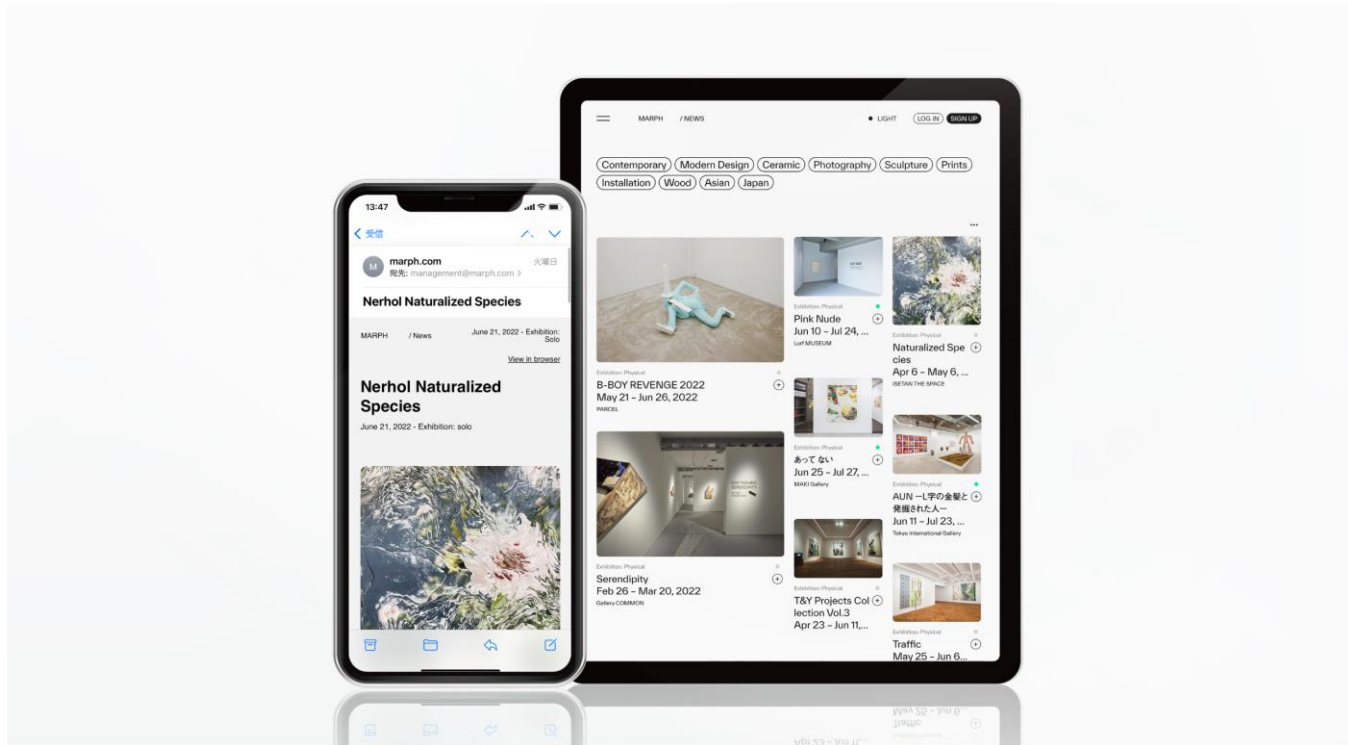 13:47
受信
M
marph.com
火曜日
宛先: management@marph.com
Nerhol Naturalized Species
MARPH / News
June 21, 2022 - Exhibition:
Solo
View in browser
Nerhol Naturalized
Species
June 21, 2022 - Exhibition: solo
MARPH / NEWS
LIGHT
LOG IN
SIGN UP
Contemporary
Modern Design
Ceramic
Photography
Sculpture
Prints
Installation
Wood
Asian
Japan
Exhibition: Physical
B-BOY REVENGE 2022
May 21 – Jun 26, 2022
PARCEL
Exhibition: Physical
Serendipity
Feb 26 – Mar 20, 2022
Gallery COMMON
Exhibition: Physical
Pink Nude
Jun 10 – Jul 24, ...
Lurf MUSEUM
Exhibition: Physical
あって ない
Jun 25 – Jul 27, ...
MAKI Gallery
Exhibition: Physical
T&Y Projects Col
lection Vol.3
Apr 23 – Jun 11, ...
Exhibition: Physical
Naturalized Spe
cies
Apr 6 – May 6, ...
ISETAN THE SPACE
Exhibition: Physical
AUN ーL字の金髪と
発掘された人ー
Jun 11 – Jul 23, ...
Tokyo International Gallery
Exhibition: Physical
Traffic
May 25 – Jun 6...